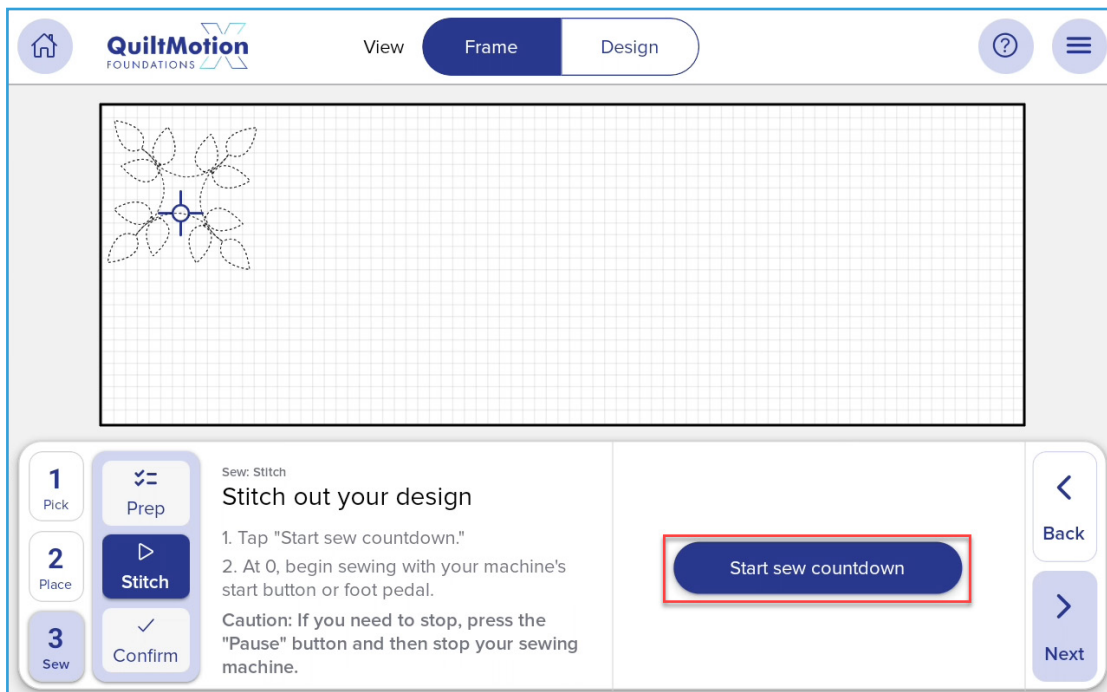 QuiltMotion
FOUNDATIONS
View
Frame
Design
?
1
Pick
2
Place
3
Sew
Prep
Stitch
Confirm
Sew: Stitch
Stitch out your design
1. Tap "Start sew countdown."
2. At 0, begin sewing with your machine's
start button or foot pedal.
Caution: If you need to stop, press the
"Pause" button and then stop your sewing
machine.
Start sew countdown
Back
Next